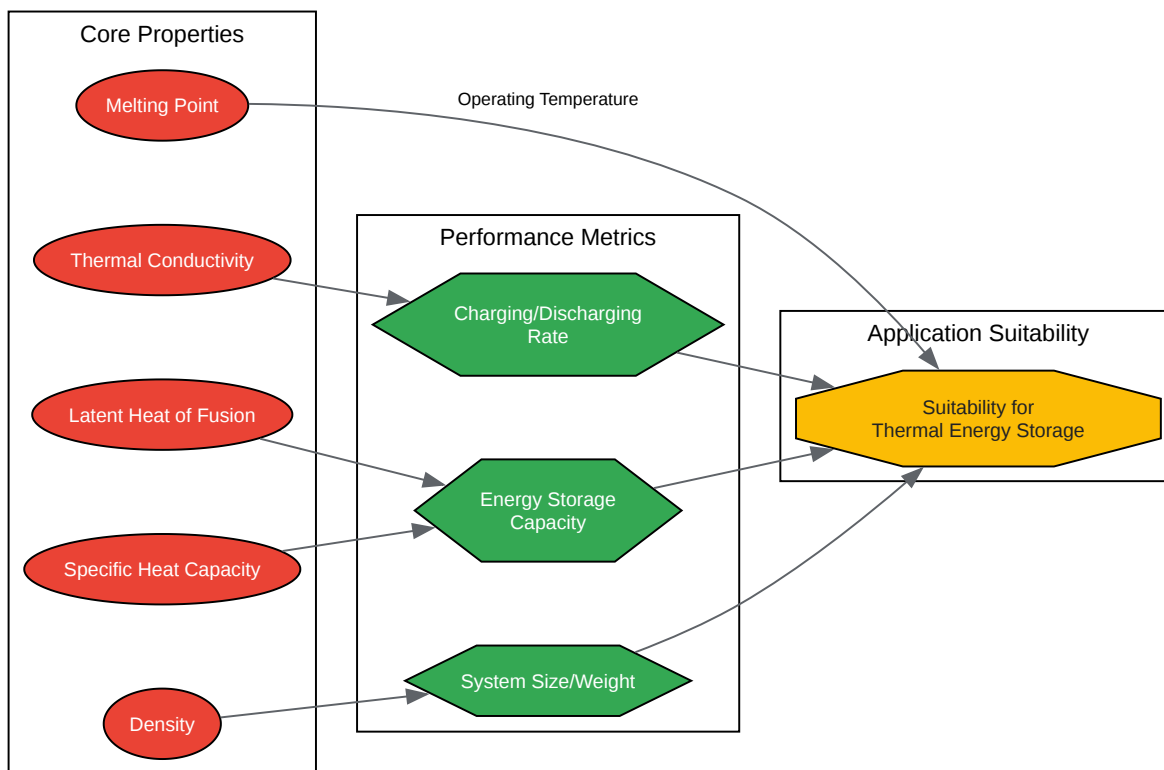 Core Properties
Melting Point
Operating Temperature
Thermal Conductivity
Latent Heat of Fusion
Specific Heat Capacity
Density
Performance Metrics
Charging/Discharging
Rate
Energy Storage
Capacity
System Size/Weight
Application Suitability
Suitability for
Thermal Energy Storage